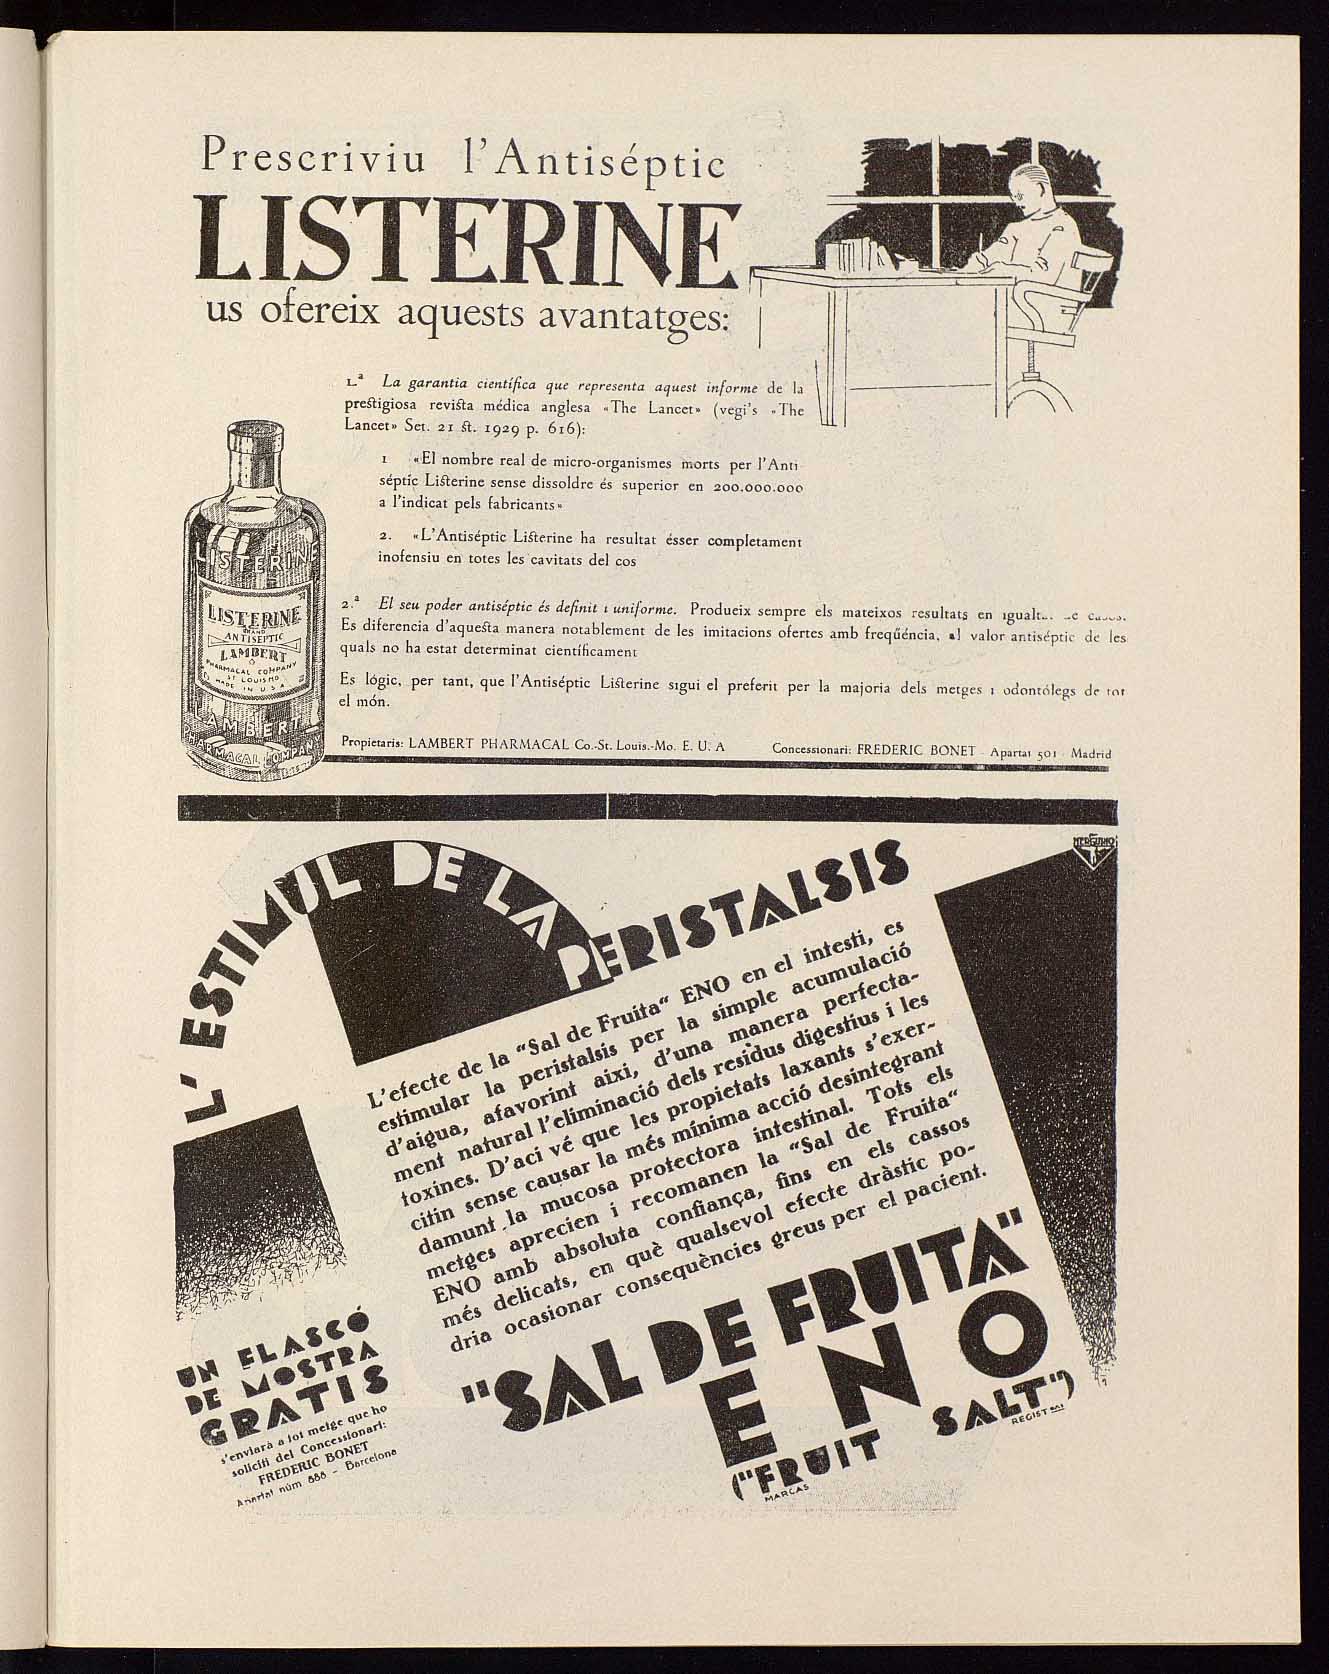 Prescriviu l'Antiséptic
LISTERINE
us ofereix aquests avantatges:
1.ª La garantia científica que representa aquest informe de la
prestigiosa revista médica anglesa «The Lancet» (vegi's «The
Lancet» Set. 21 st. 1929 p. 616):
1 «El nombre real de micro-organismes morts per l'Anti
séptic Listerine sense dissoldre és superior en 200.000.000
a l'indicat pels fabricants»
2. «L'Antiséptic Listerine ha resultat ésser completament
inofensiu en totes les cavitats del cos
2.ª El seu poder antiséptic és definit i uniforme. Produeix sempre els mateixos resultats en
Es diferencia d'aquesta manera notablement de les imitacions ofertes amb freqüéncia, el valor antiséptic de les
quals no ha estat determinat científicament
Es lógic, per tant, que l'Antiséptic Listerine sigui el preferit per la majoria dels metges i odontólegs de tot
el món.
Propietaris: LAMBERT PHARMACAL Co.-St. Louis.-Mo. E. U. A Concessionari: FREDERIC BONET - Apartat 501 - Madrid
LISTERINE
LISTERINE
BRAND
ANTISEPTIC
LAMBERT
PHARMACAL COMPANY
ST LOUIS MO
MADE IN U S A
LAMBERT
PHARMACAL COMPANY
L'ESTIMUL DE LA PERISTALSIS
L'efecte de la "Sal de Fruita" ENO en el intesti, es
estimular la peristalsis per la simple acumulació
d'aigua, afavorint aixi, d'una manera perfecta-
ment natural l'eliminació dels residus digestius i les
toxines. D'aci vé que les propietats laxants s'exer-
citin sense causar la més mínima acció desintegrant
damunt la mucosa protectora intestinal. Tots els
metges aprecien i recomanen la "Sal de Fruita"
ENO amb absoluta confiança, fins en els cassos
més delicats, en què qualsevol efecte dràstic po-
dria ocasionar conseqüències greus per el pacient.
"SAL DE FRUITA"
ENO
("FRUIT SALT")
MARCAS REGIST
UN FLASCÓ
DE MOSTRA
GRATIS
s'enviarà a tot metge que ho
soliciti del Concessionari:
FREDERIC BONET
Apartat núm 888 - Barcelona